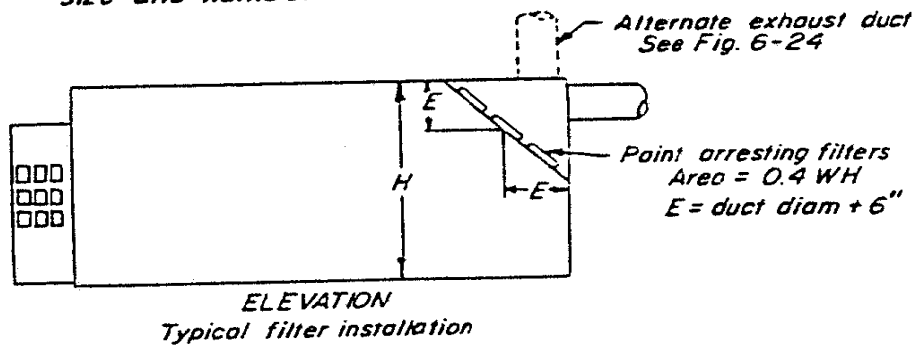 Alternate exhaust duct
See Fig. 6-24
E
H
E
Paint arresting filters
Area = 0.4 WH
E = duct diam + 6"
ELEVATION
Typical filter installation